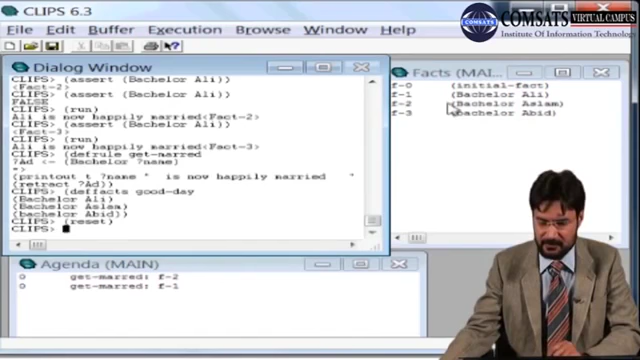 CLIPS 6.3
COMSATS VIRTUAL CAMPUS
Institute Of Information Technology
File Edit Buffer Execution Browse Window Help
Dialog Window
CLIPS> (assert (Bachelor Ali))
<Fact-2>
CLIPS> (assert (Bachelor Ali))
FALSE
CLIPS> (run)
Ali is now happily married<Fact-2>
CLIPS> (assert (Bachelor Ali))
<Fact-3>
CLIPS> (run)
Ali is now happily married<Fact-3>
CLIPS> (defrule get-marred
?Ad <- (Bachelor ?name)
=>
(printout t ?name " is now happily married "
(retract ?Ad))
CLIPS> (deffacts good-day
(Bachelor Ali)
(Bachelor Aslam)
(bachelor Abid))
CLIPS> (reset)
CLIPS>
Facts (MAI
f-0 (initial-fact)
f-1 (Bachelor Ali)
f-2 (Bachelor Aslam)
f-3 (bachelor Abid)
Agenda (MAIN)
0 get-marred: f-2
0 get-marred: f-1